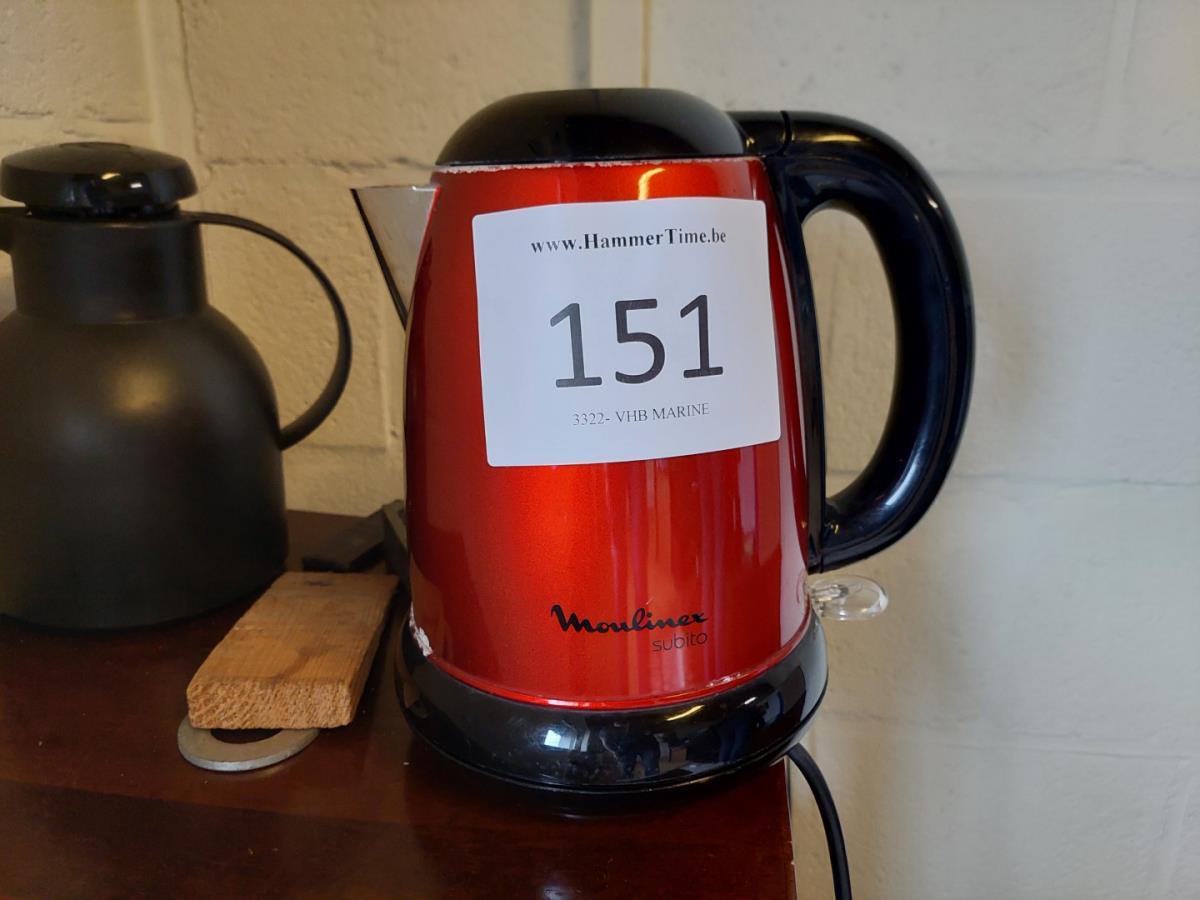 www.HammerTime.be
151
3322- VHB MARINE
Moulinex
subito